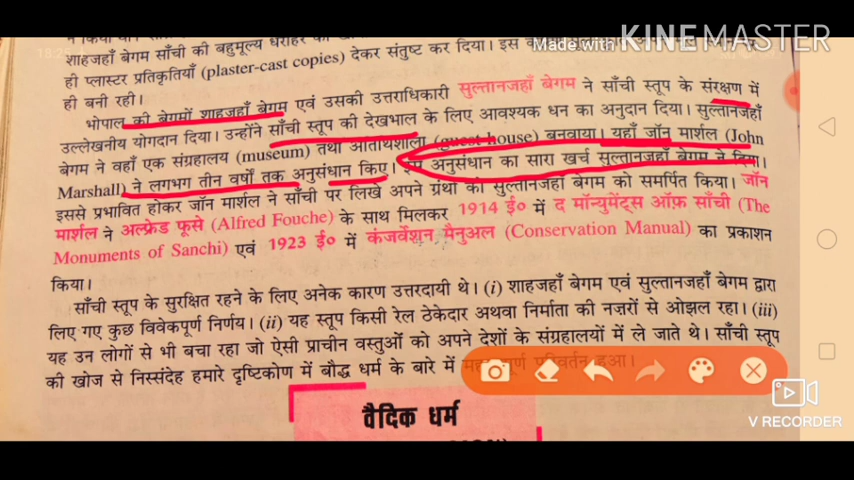 Made with KINEMASTER
शाहजहाँ बेगम साँची की बहुमूल्य धरोहर
ही प्लास्टर प्रतिकृतियाँ (plaster-cast copies) देकर संतुष्ट कर दिया। इस
ही बनी रही।
भोपाल की बेगमों शाहजहाँ बेगम एवं उसकी उत्तराधिकारी सुल्तानजहाँ बेगम ने साँची स्तूप के संरक्षण में
उल्लेखनीय योगदान दिया। उन्होंने साँची स्तूप की देखभाल के लिए आवश्यक धन का अनुदान दिया। सुल्तानजहाँ
बेगम ने वहाँ एक संग्रहालय (museum) तथा अतिथिशाला (guest house) बनवाया। यहाँ जॉन मार्शल (John
Marshall) ने लगभग तीन वर्षों तक अनुसंधान किए। इस अनुसंधान का सारा खर्च सुल्तानजहाँ बेगम ने दिया।
इससे प्रभावित होकर जॉन मार्शल ने साँची पर लिखे अपने ग्रंथों को सुल्तानजहाँ बेगम को समर्पित किया। जॉन
मार्शल ने अल्फ्रेड फूसे (Alfred Fouche) के साथ मिलकर 1914 ई० में द मॉन्युमेंट्स ऑफ़ साँची (The
Monuments of Sanchi) एवं 1923 ई० में कंजर्वेशन मैनुअल (Conservation Manual) का प्रकाशन
किया।
साँची स्तूप के सुरक्षित रहने के लिए अनेक कारण उत्तरदायी थे। (i) शाहजहाँ बेगम एवं सुल्तानजहाँ बेगम द्वारा
लिए गए कुछ विवेकपूर्ण निर्णय। (ii) यह स्तूप किसी रेल ठेकेदार अथवा निर्माता की नज़रों से ओझल रहा। (iii)
यह उन लोगों से भी बचा रहा जो ऐसी प्राचीन वस्तुओं को अपने देशों के संग्रहालयों में ले जाते थे। साँची स्तूप
की खोज से निस्संदेह हमारे दृष्टिकोण में बौद्ध धर्म के बारे में परिवर्तन हुआ।
V RECORDER
वैदिक धर्म